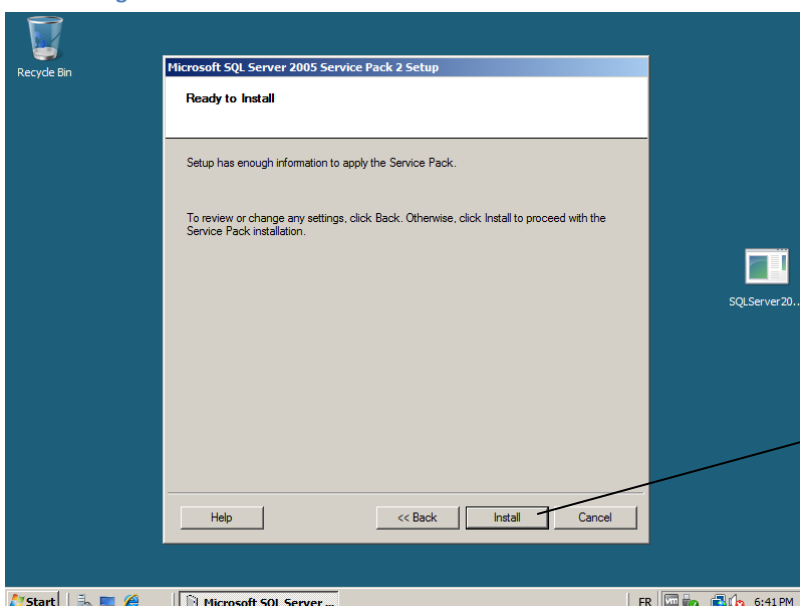 Recycle Bin
Microsoft SQL Server 2005 Service Pack 2 Setup
Ready to Install
Setup has enough information to apply the Service Pack.
To review or change any settings, click Back. Otherwise, click Install to proceed with the
Service Pack installation.
SQLServer20...
Help
<< Back
Install
Cancel
Start
Microsoft SQL Server ...
FR
6:41 PM